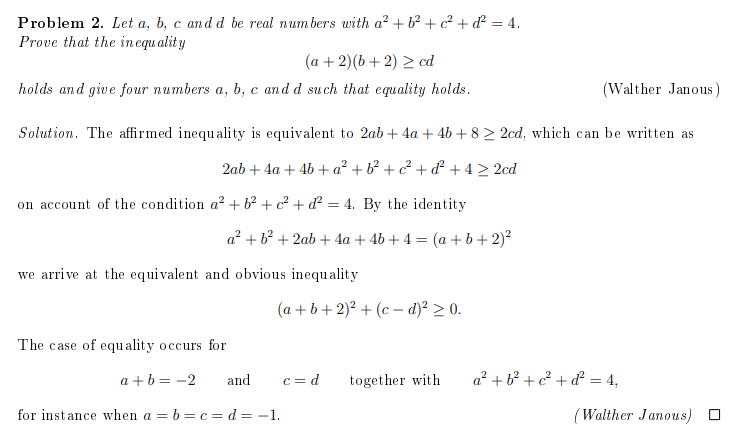 Problem 2. Let a, b, c and d be real numbers with a² + b² + c² + d² = 4.
Prove that the inequality
(a + 2)(b + 2) ≥ cd
holds and give four numbers a, b, c and d such that equality holds. (Walther Janous)
Solution. The affirmed inequality is equivalent to 2ab + 4a + 4b + 8 ≥ 2cd, which can be written as
2ab + 4a + 4b + a² + b² + c² + d² + 4 ≥ 2cd
on account of the condition a² + b² + c² + d² = 4. By the identity
a² + b² + 2ab + 4a + 4b + 4 = (a + b + 2)²
we arrive at the equivalent and obvious inequality
(a + b + 2)² + (c − d)² ≥ 0.
The case of equality occurs for
a + b = −2 and c = d together with a² + b² + c² + d² = 4,
for instance when a = b = c = d = −1. (Walther Janous) □